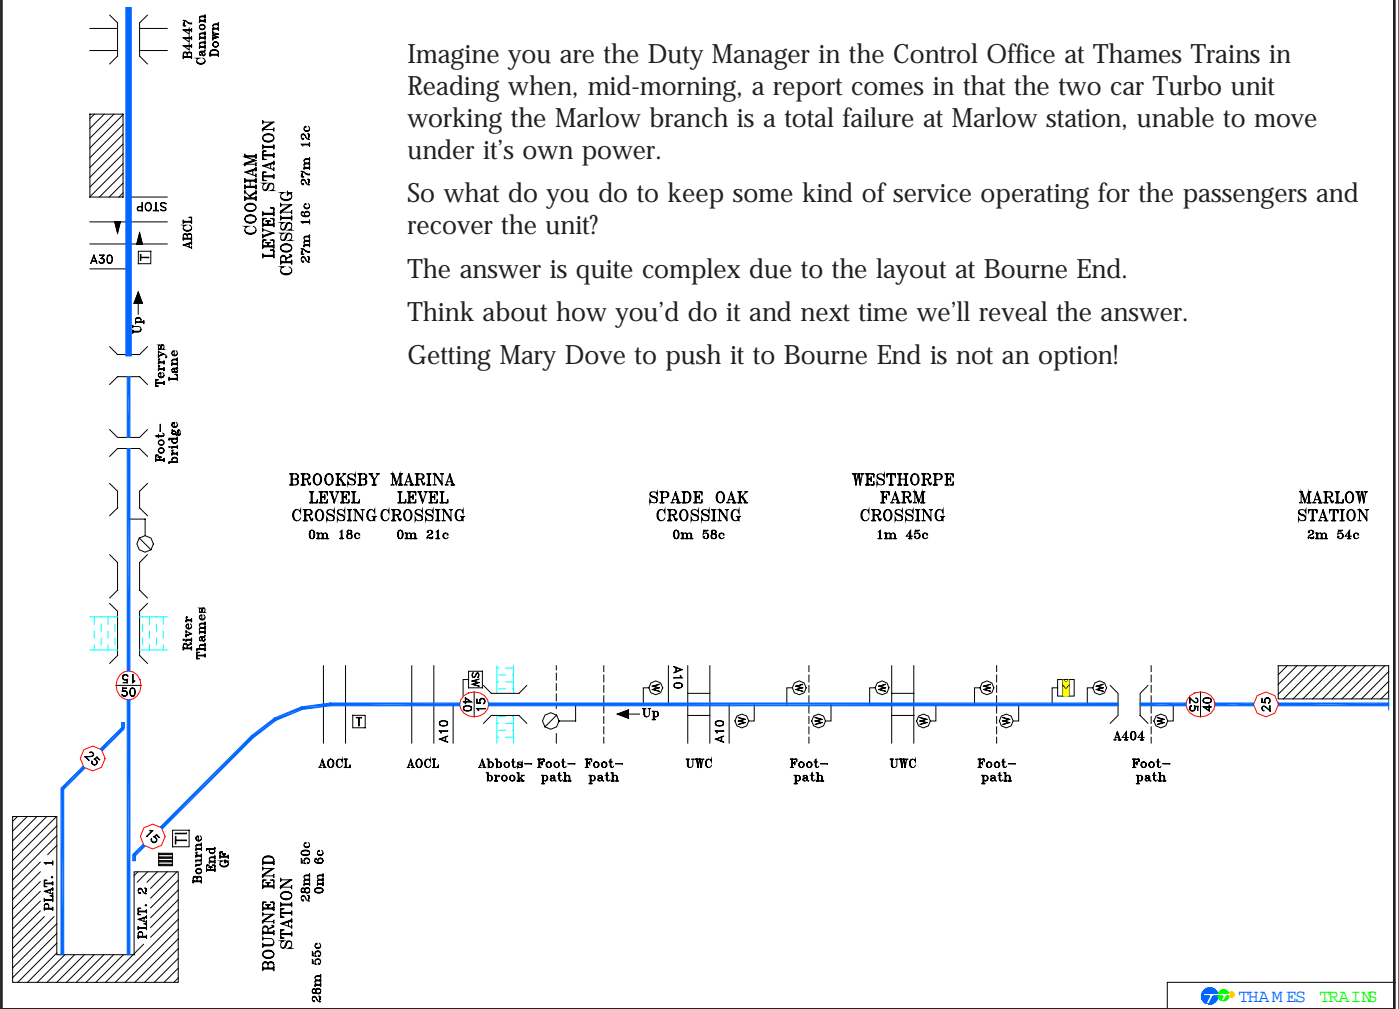 Imagine you are the Duty Manager in the Control Office at Thames Trains in
Reading when, mid-morning, a report comes in that the two car Turbo unit
working the Marlow branch is a total failure at Marlow station, unable to move
under it's own power.
So what do you do to keep some kind of service operating for the passengers and
recover the unit?
The answer is quite complex due to the layout at Bourne End.
Think about how you'd do it and next time we'll reveal the answer.
Getting Mary Dove to push it to Bourne End is not an option!
B4447
Cannon
Down
COOKHAM
LEVEL STATION
CROSSING
27m 16c 27m 12c
STOP
ABCL
A30
T
Up
Terrys
Lane
Foot-
bridge
River
Thames
50
15
25
15
TI
Bourne
End
GF
PLAT. 1
PLAT. 2
BOURNE END
STATION
28m 50c
0m 6c
28m 55c
BROOKSBY
LEVEL
CROSSING
0m 18c
MARINA
LEVEL
CROSSING
0m 21c
SPADE OAK
CROSSING
0m 58c
WESTHORPE
FARM
CROSSING
1m 45c
MARLOW
STATION
2m 54c
T
A10
SW
40
15
W
A10
Up
A10
W
W
W
W
W
W
W
M
W
A404
W
40
25
25
AOCL
AOCL
Abbots-
brook
Foot-
path
Foot-
path
UWC
Foot-
path
UWC
Foot-
path
Foot-
path
THAMES TRAINS